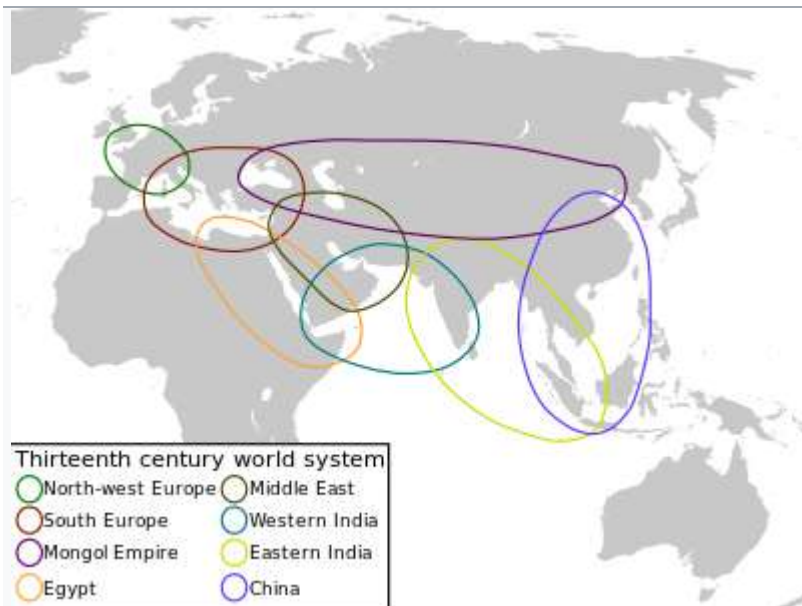 Thirteenth century world system
North-west Europe Middle East
South Europe Western India
Mongol Empire Eastern India
Egypt China